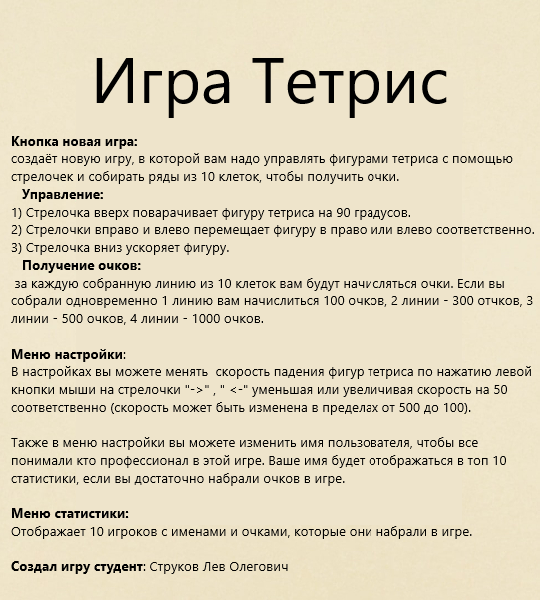 Игра Тетрис
Кнопка новая игра:
создаёт новую игру, в которой вам надо управлять фигурами тетриса с помощью
стрелочек и собирать ряды из 10 клеток, чтобы получить очки.
Управление:
1) Стрелочка вверх поварачивает фигуру тетриса на 90 градусов.
2) Стрелочки вправо и влево перемещает фигуру в право или влево соответственно.
3) Стрелочка вниз ускоряет фигуру.
Получение очков:
за каждую собранную линию из 10 клеток вам будут начисляться очки. Если вы
собрали одновременно 1 линию вам начислиться 100 очков, 2 линии - 300 отчков, 3
линии - 500 очков, 4 линии - 1000 очков.
Меню настройки:
В настройках вы можете менять  скорость падения фигур тетриса по нажатию левой
кнопки мыши на стрелочки "->" , " <-" уменьшая или увеличивая скорость на 50
соответственно (скорость может быть изменена в пределах от 500 до 100).
Также в меню настройки вы можете изменить имя пользователя, чтобы все
понимали кто профессионал в этой игре. Ваше имя будет отображаться в топ 10
статистики, если вы достаточно набрали очков в игре.
Меню статистики:
Отображает 10 игроков с именами и очками, которые они набрали в игре.
Создал игру студент: Струков Лев Олегович